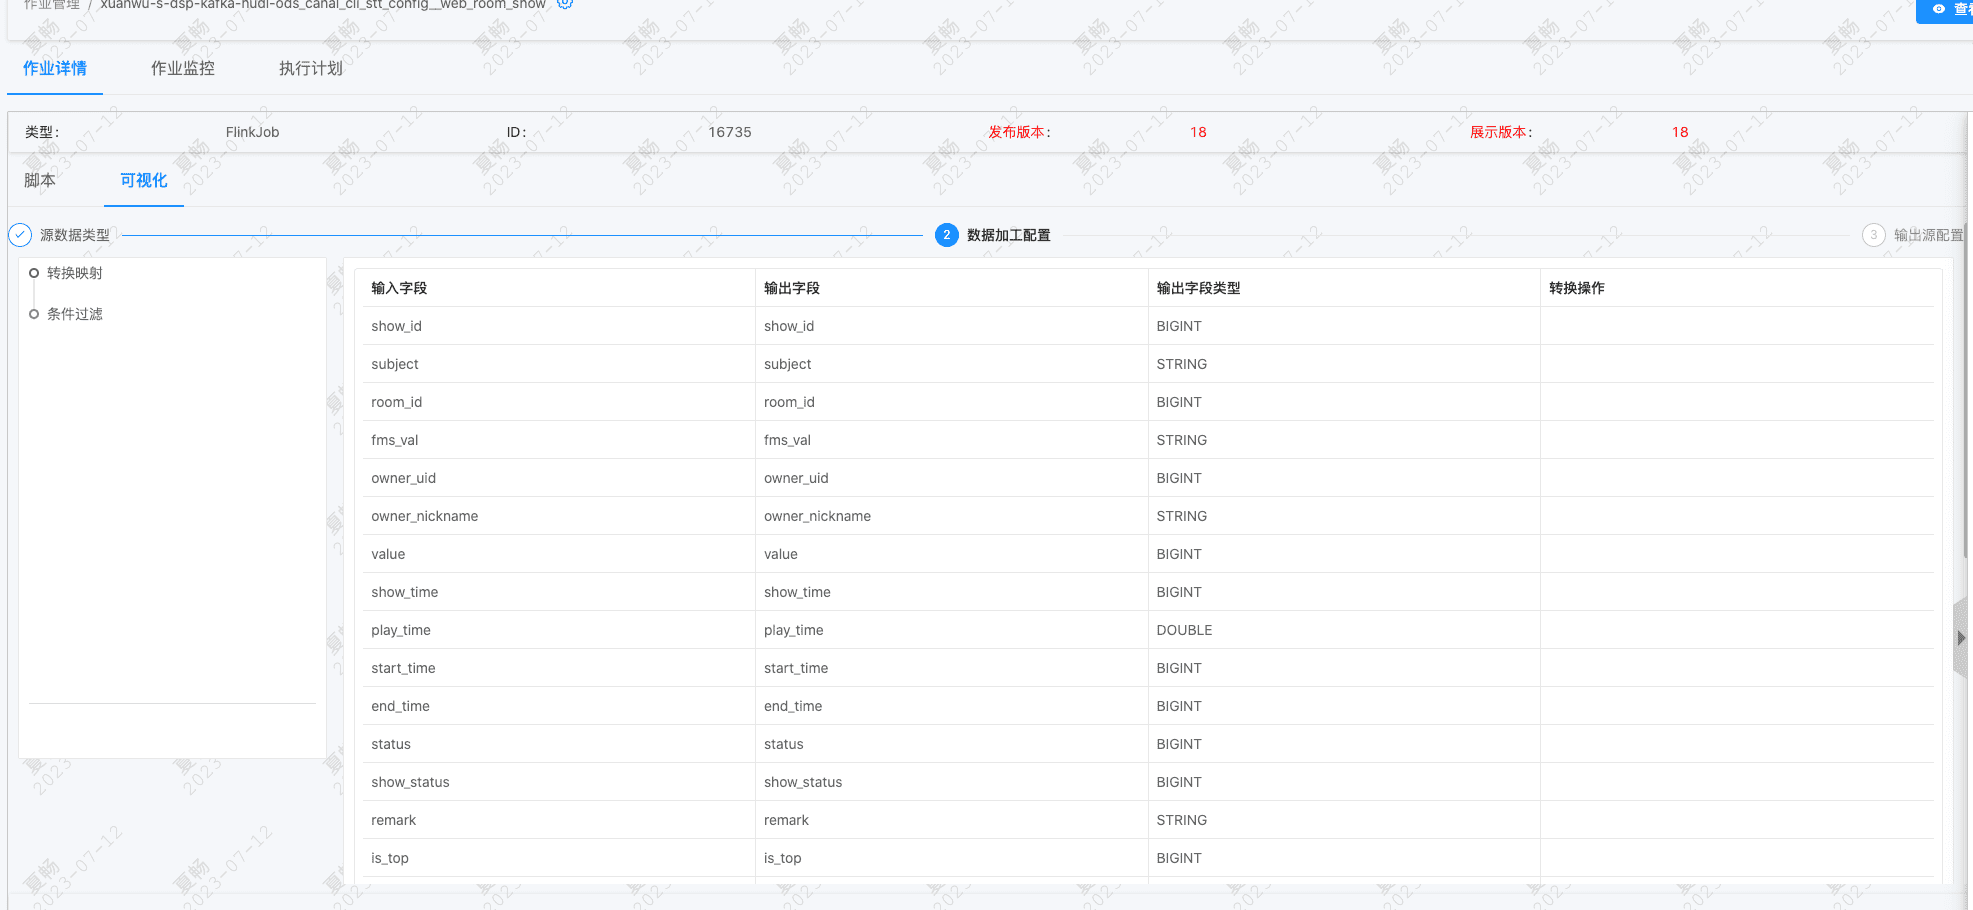 作业管理 / xuanwu-s-dsp-kafka-hudi-ods_canal_cli_stt_config__web_room_show
查看
作业详情 作业监控 执行计划
类型: FlinkJob ID: 16735 发布版本: 18 展示版本: 18
脚本 可视化
源数据类型 2 数据加工配置 3 输出源配置
转换映射
条件过滤
输入字段 输出字段 输出字段类型 转换操作
show_id show_id BIGINT
subject subject STRING
room_id room_id BIGINT
fms_val fms_val STRING
owner_uid owner_uid BIGINT
owner_nickname owner_nickname STRING
value value BIGINT
show_time show_time BIGINT
play_time play_time DOUBLE
start_time start_time BIGINT
end_time end_time BIGINT
status status BIGINT
show_status show_status BIGINT
remark remark STRING
is_top is_top BIGINT
夏畅
2023-07-12